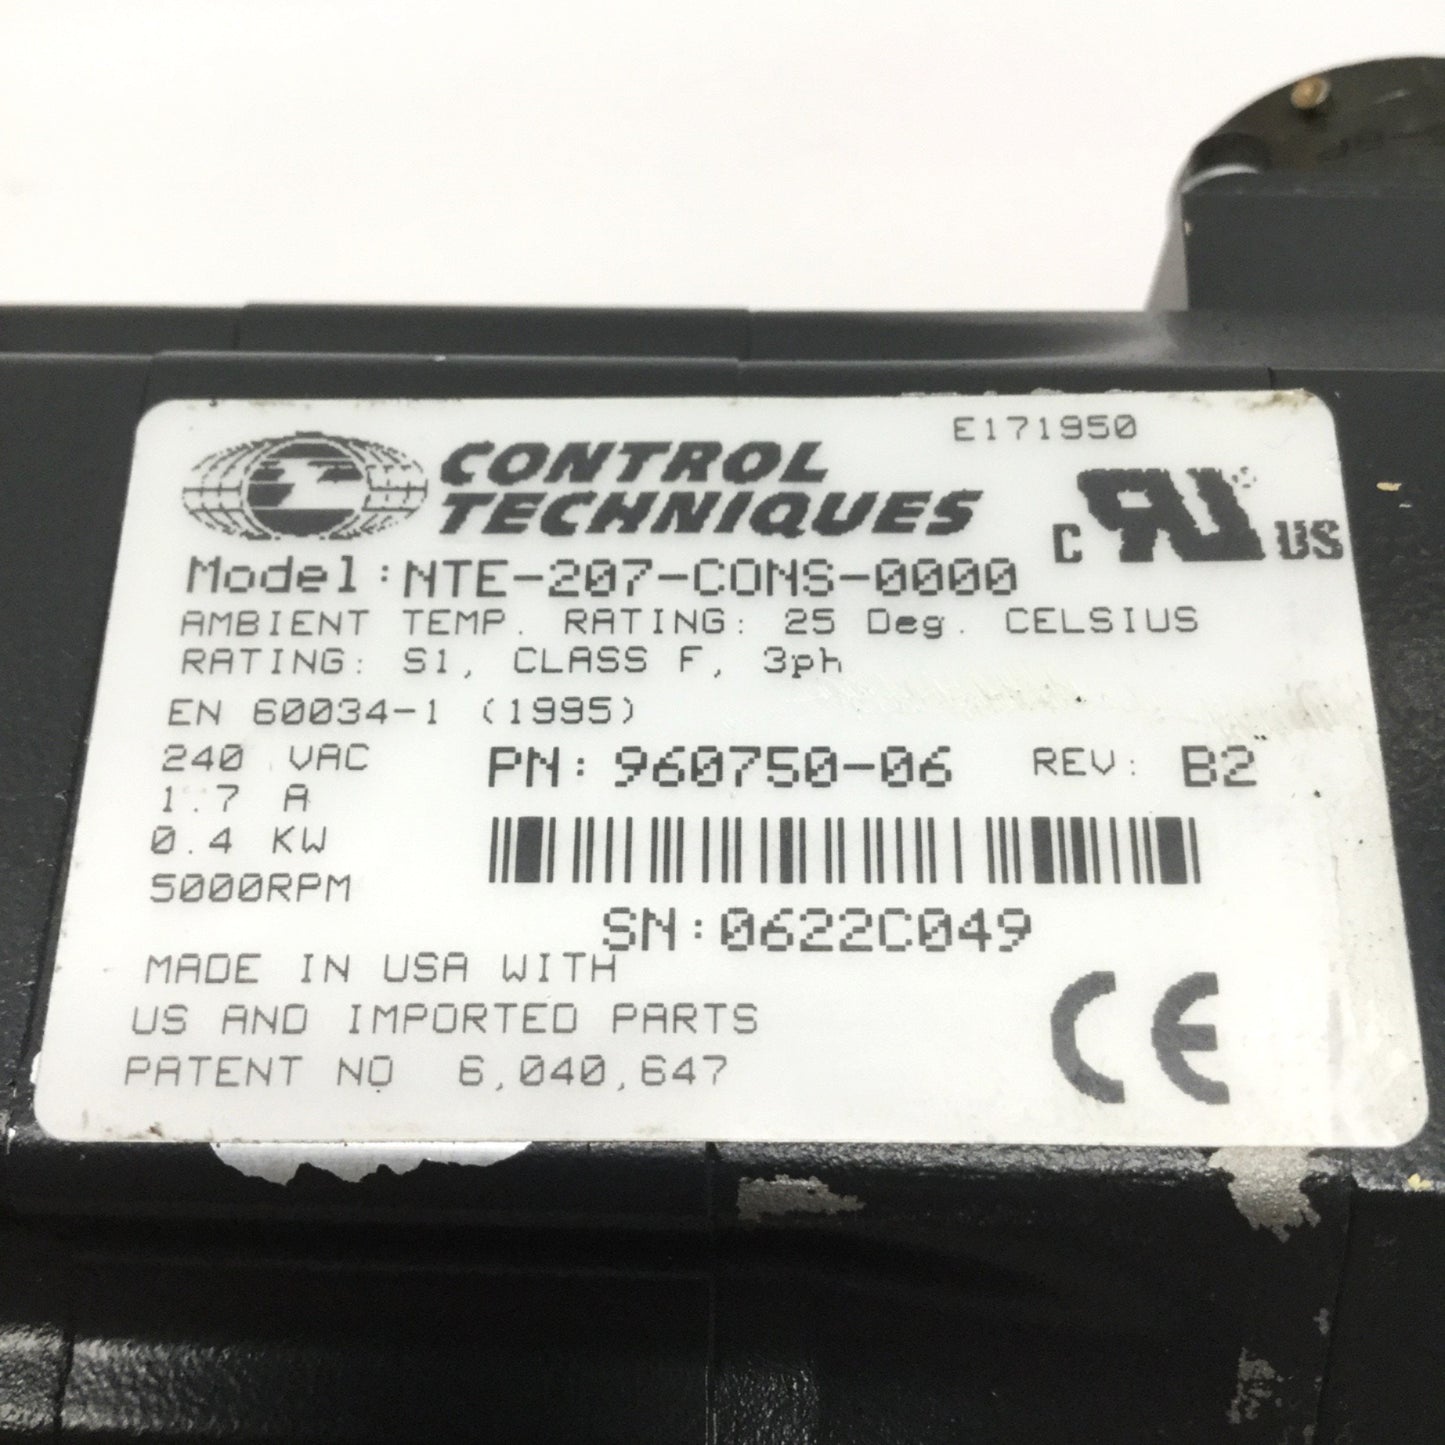 E171950
CONTROL
TECHNIQUES
C RU US
Model:NTE-207-CONS-0000
AMBIENT TEMP. RATING: 25 Deg. CELSIUS
RATING: S1, CLASS F, 3ph
EN 60034-1 (1995)
240 VAC
PN: 960750-06 REV: B2
1.7 A
0.4 KW
5000RPM
SN:0622C049
MADE IN USA WITH
US AND IMPORTED PARTS
PATENT NO 6,040,647
CE